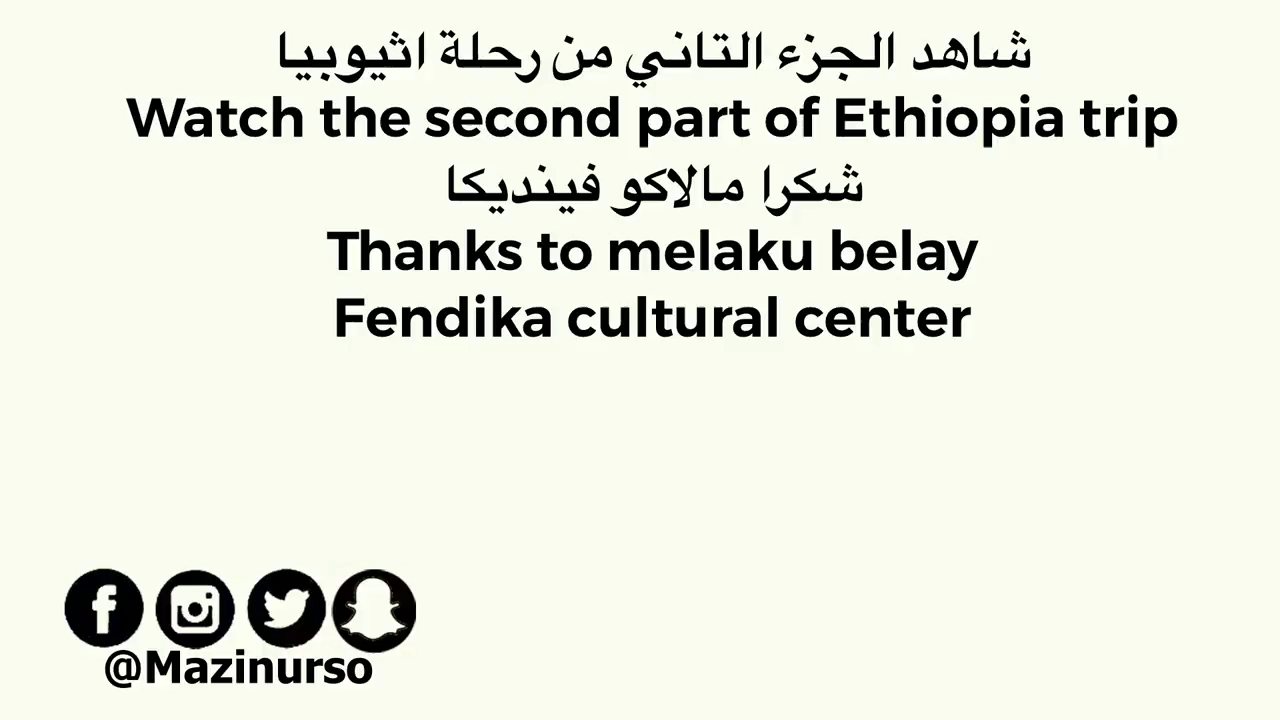 شاهد الجزء التاني من رحلة اثيوبيا
Watch the second part of Ethiopia trip
شكرا مالاكو فينديكا
Thanks to melaku belay
Fendika cultural center
@Mazinurso